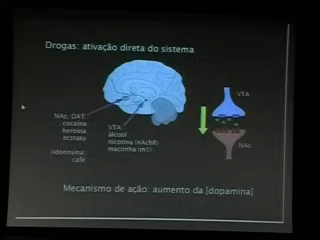 Drogas: ativação direta do sistema
NAc, DAT:
cocaína
heroína
ecstasy
Adenosina:
café
VTA:
álcool
nicotina (nAchR)
maconha (m1)
VTA
NAc
Mecanismo de ação: aumento da [dopamina]